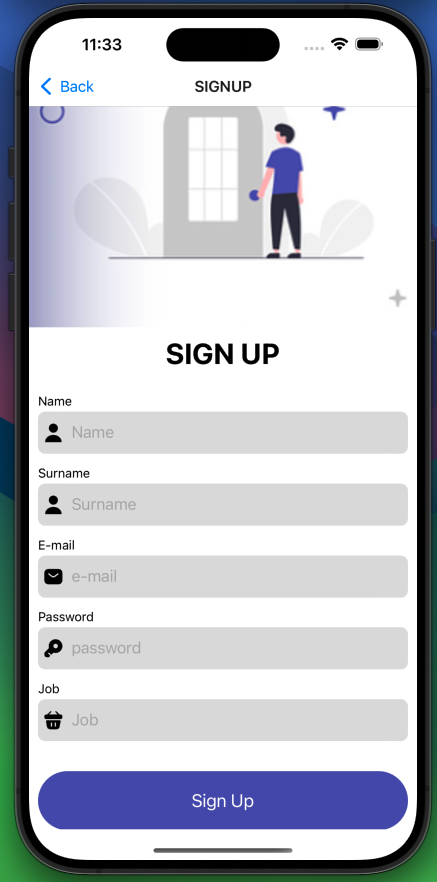 11:33
Back
SIGNUP
SIGN UP
Name
Name
Surname
Surname
E-mail
e-mail
Password
password
Job
Job
Sign Up